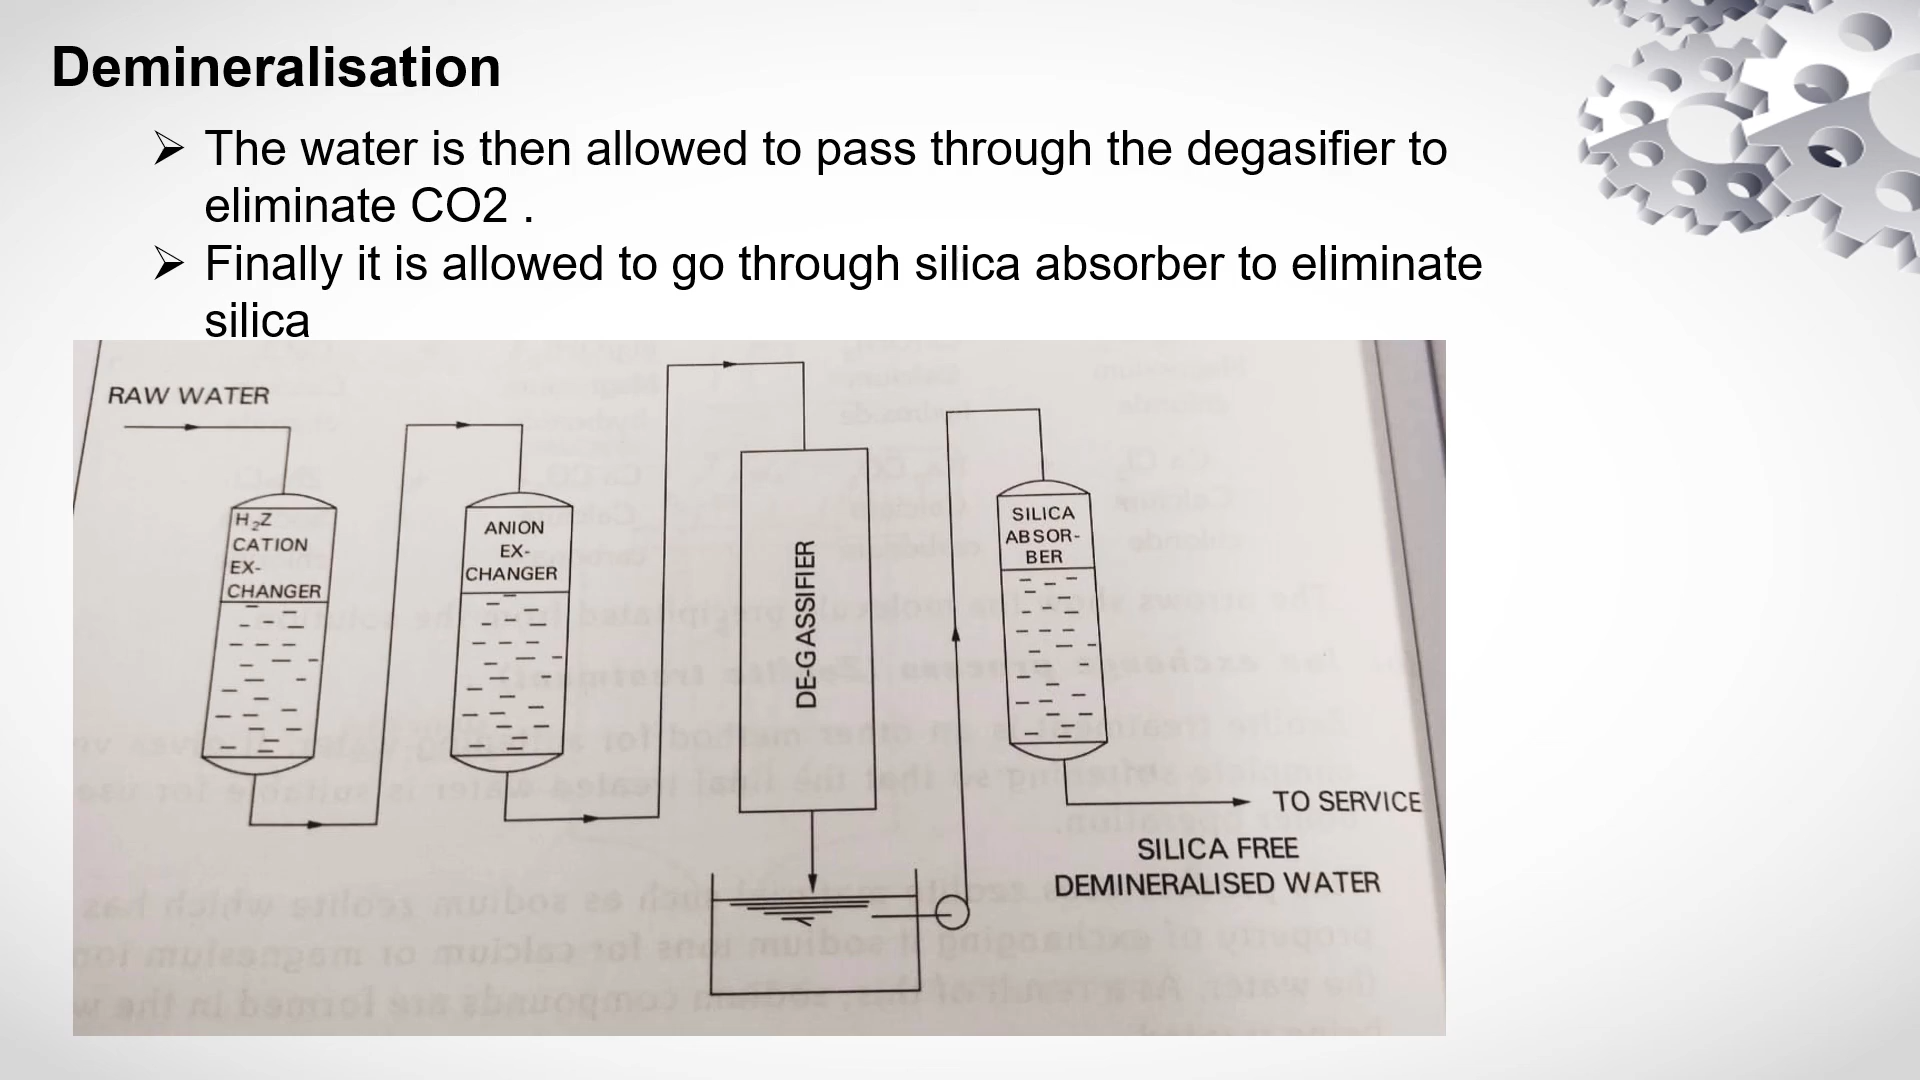 Demineralisation
➢ The water is then allowed to pass through the degasifier to
eliminate CO2 .
➢ Finally it is allowed to go through silica absorber to eliminate
silica
RAW WATER
H₂Z
CATION
EX-
CHANGER
ANION
EX-
CHANGER
DE-GASSIFIER
SILICA
ABSOR-
BER
TO SERVICE
SILICA FREE
DEMINERALISED WATER